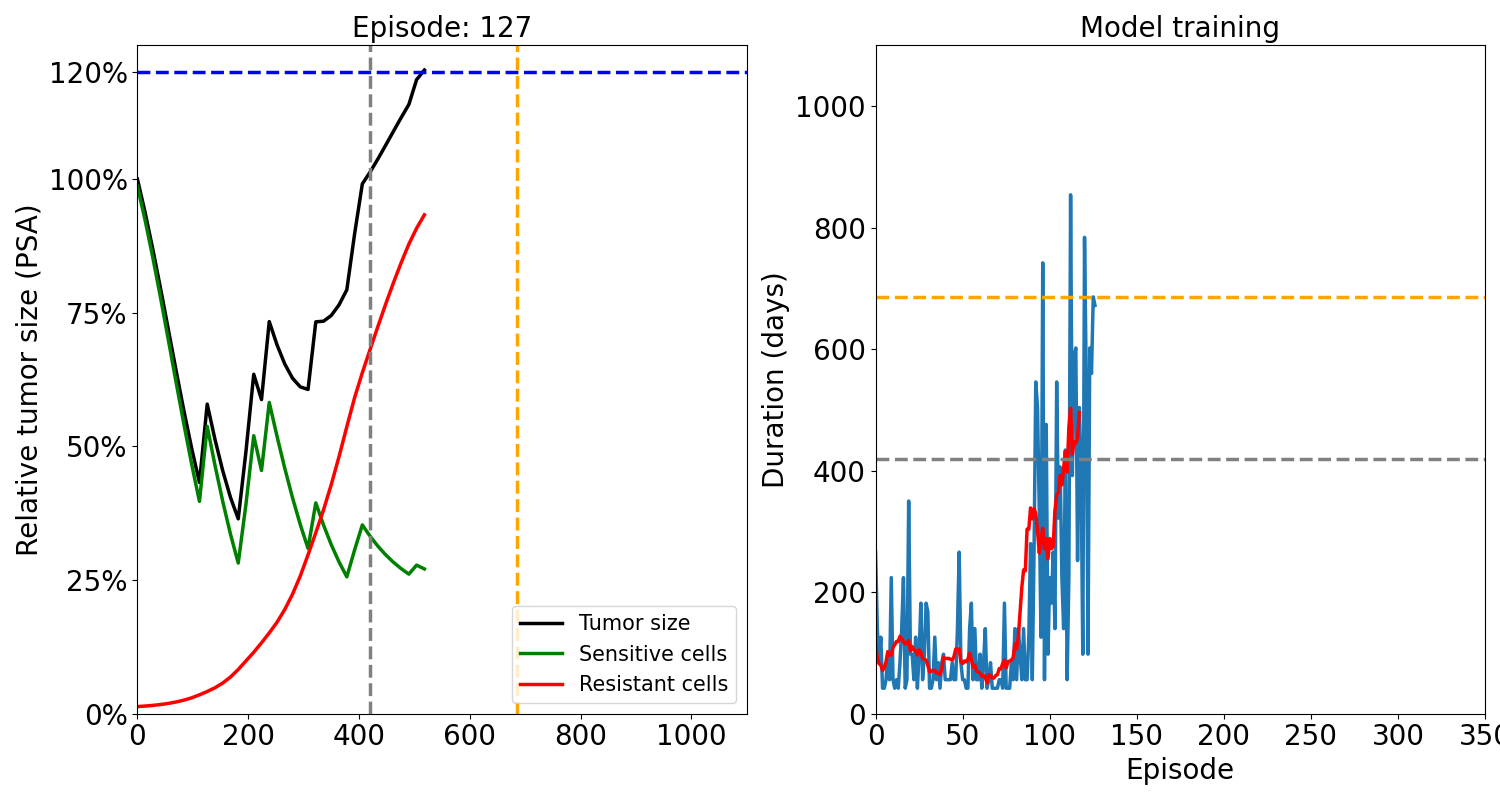 Episode: 127
Relative tumor size (PSA)
120%
100%
75%
50%
25%
0%
0 200 400 600 800 1000
Tumor size
Sensitive cells
Resistant cells
Model training
Duration (days)
1000
800
600
400
200
0
0 50 100 150 200 250 300 350
Episode